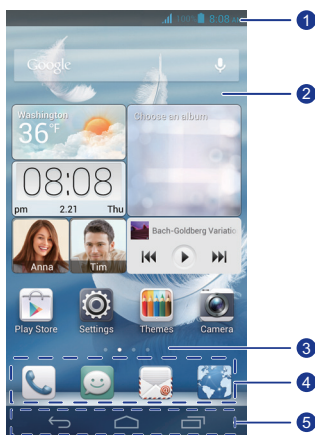 100% 8:08 AM
1
Google
2
Washington
36°F
Choose an album
08:08
pm 2.21 Thu
Bach-Goldberg Variatio
Anna Tim
Play Store Settings Themes Camera
3
@
4
5